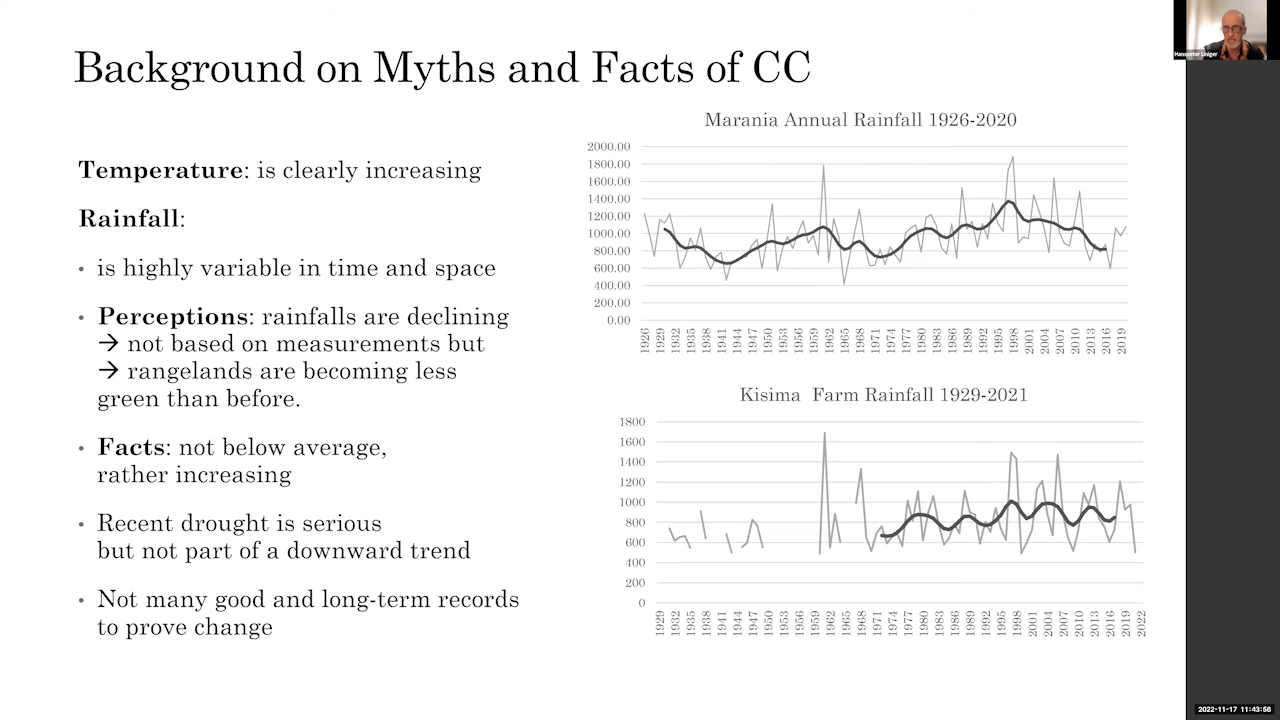 Background on Myths and Facts of CC
Temperature: is clearly increasing
Rainfall:
• is highly variable in time and space
• Perceptions: rainfalls are declining
→ not based on measurements but
→ rangelands are becoming less
green than before.
• Facts: not below average,
rather increasing
• Recent drought is serious
but not part of a downward trend
• Not many good and long-term records
to prove change
Marania Annual Rainfall 1926-2020
2000.00
1800.00
1600.00
1400.00
1200.00
1000.00
800.00
600.00
400.00
200.00
0.00
1926 1929 1932 1935 1938 1941 1944 1947 1950 1953 1956 1959 1962 1965 1968 1971 1974 1977 1980 1983 1986 1989 1992 1995 1998 2001 2004 2007 2010 2013 2016 2019
Kisima Farm Rainfall 1929-2021
1800
1600
1400
1200
1000
800
600
400
200
0
1929 1932 1935 1938 1941 1944 1947 1950 1953 1956 1959 1962 1965 1968 1971 1974 1977 1980 1983 1986 1989 1992 1995 1998 2001 2004 2007 2010 2013 2016 2019 2022
Hanspeter Liniger
2022-11-17 11:43:56